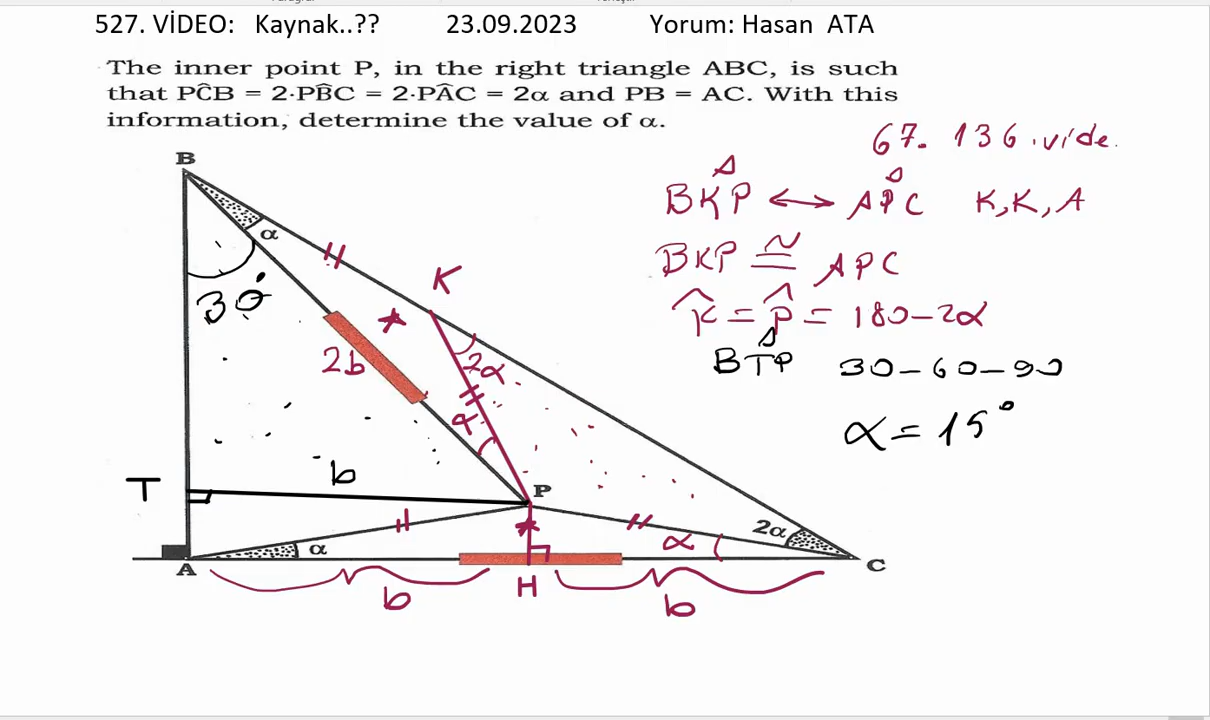 527. VİDEO: Kaynak..?? 23.09.2023 Yorum: Hasan ATA
The inner point P, in the right triangle ABC, is such
that PĈB = 2·PB̂C = 2·PÂC = 2α and PB = AC. With this
information, determine the value of α.
67. 136. vide.
BKP ↔ APC K, K, A
BKP ≅ APC
K̂ = P̂ = 180-2α
BTP 30-60-90
α = 15°
B
α
30°
K
2b
2α
α
T
b
P
α
α
2α
A
H
C
b
b